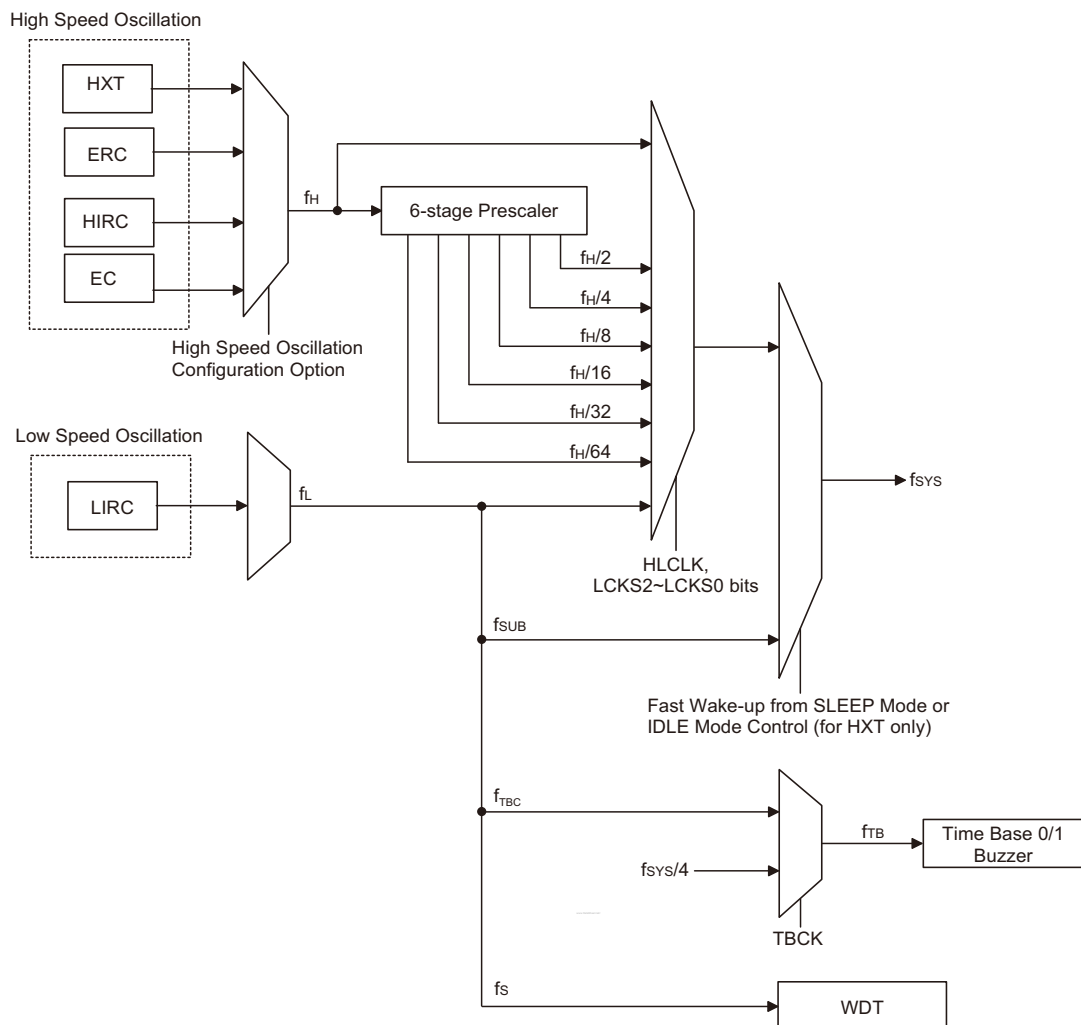 High Speed Oscillation
HXT
ERC
HIRC
EC
fH
6-stage Prescaler
fH/2
fH/4
fH/8
fH/16
fH/32
fH/64
High Speed Oscillation
Configuration Option
Low Speed Oscillation
LIRC
fL
HLCLK,
LCKS2~LCKS0 bits
fSYS
fSUB
Fast Wake-up from SLEEP Mode or
IDLE Mode Control (for HXT only)
fTBC
fSYS/4
fTB
Time Base 0/1
Buzzer
TBCK
fS
WDT